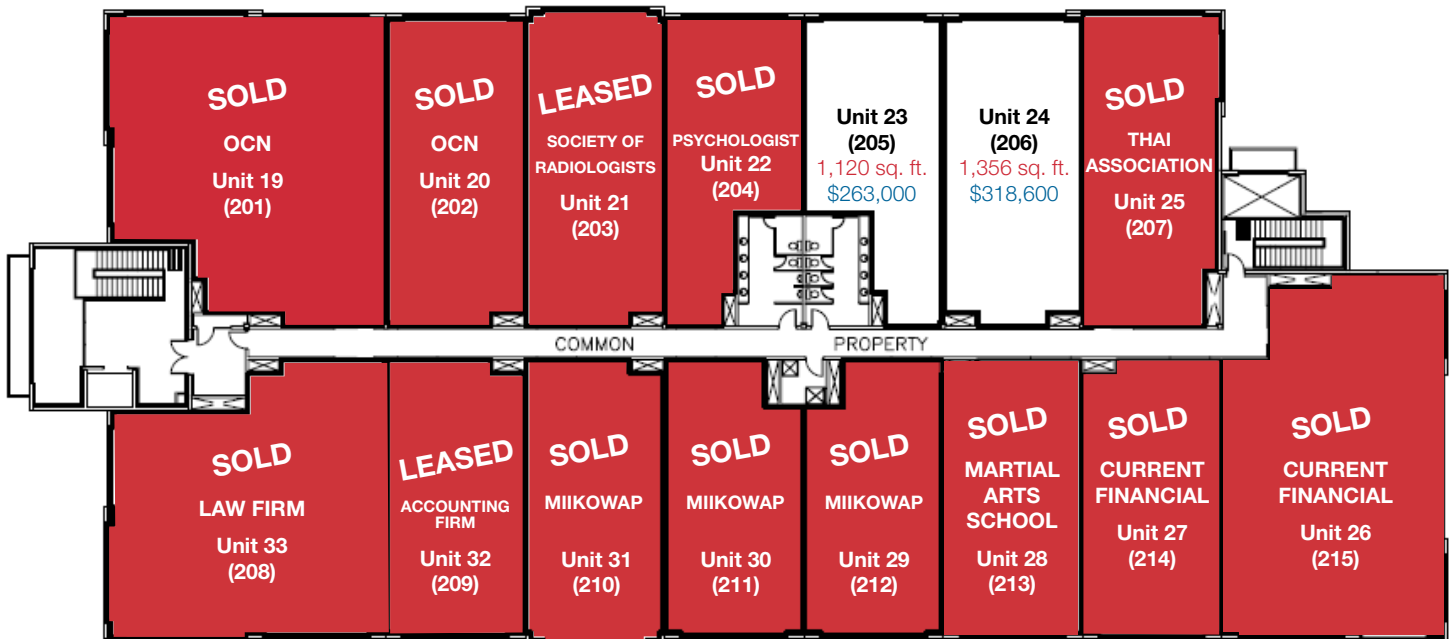 SOLD
OCN
Unit 19
(201)
SOLD
OCN
Unit 20
(202)
LEASED
SOCIETY OF
RADIOLOGISTS
Unit 21
(203)
SOLD
PSYCHOLOGIST
Unit 22
(204)
Unit 23
(205)
1,120 sq. ft.
$263,000
Unit 24
(206)
1,356 sq. ft.
$318,600
SOLD
THAI
ASSOCIATION
Unit 25
(207)
COMMON PROPERTY
SOLD
LAW FIRM
Unit 33
(208)
LEASED
ACCOUNTING
FIRM
Unit 32
(209)
SOLD
MIIKOWAP
Unit 31
(210)
SOLD
MIIKOWAP
Unit 30
(211)
SOLD
MIIKOWAP
Unit 29
(212)
SOLD
MARTIAL
ARTS
SCHOOL
Unit 28
(213)
SOLD
CURRENT
FINANCIAL
Unit 27
(214)
SOLD
CURRENT
FINANCIAL
Unit 26
(215)